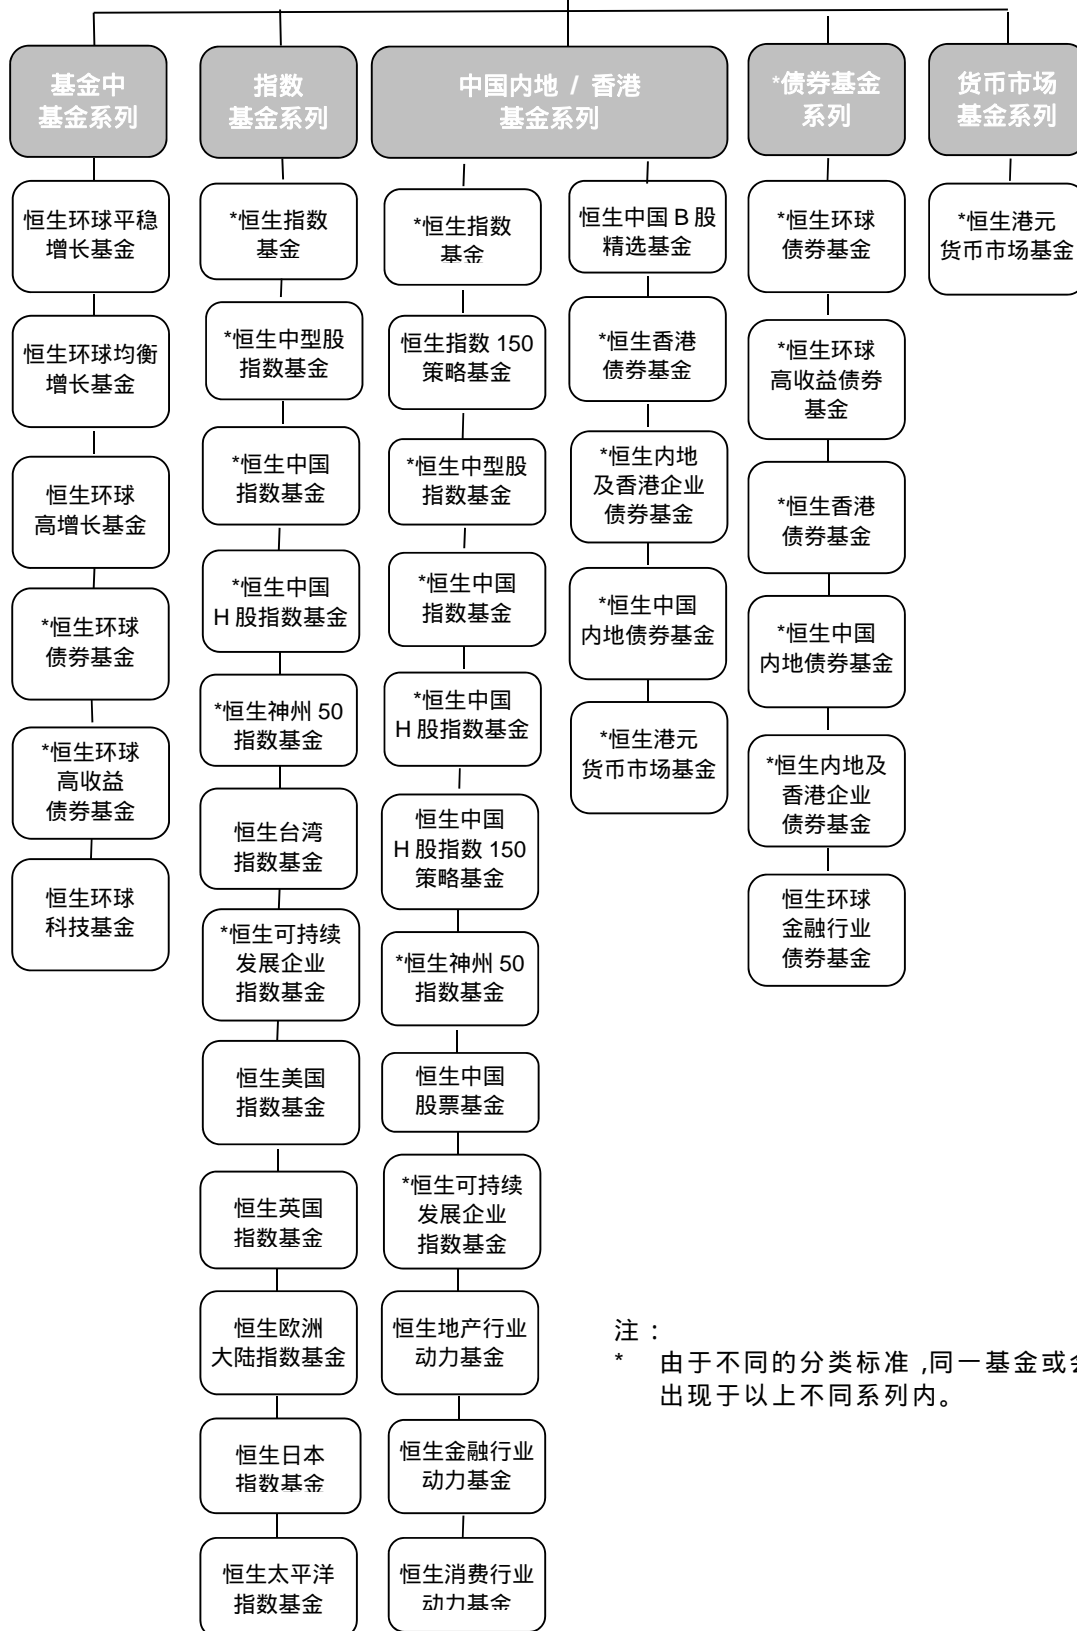 基金中
基金系列
指数
基金系列
中国内地 / 香港
基金系列
*债券基金
系列
货币市场
基金系列
恒生环球平稳
增长基金
恒生环球均衡
增长基金
恒生环球
高增长基金
*恒生环球
债券基金
*恒生环球
高收益
债券基金
恒生环球
科技基金
*恒生指数
基金
*恒生中型股
指数基金
*恒生中国
指数基金
*恒生中国
H 股指数基金
*恒生神州 50
指数基金
恒生台湾
指数基金
*恒生可持续
发展企业
指数基金
恒生美国
指数基金
恒生英国
指数基金
恒生欧洲
大陆指数基金
恒生日本
指数基金
恒生太平洋
指数基金
*恒生指数
基金
恒生指数 150
策略基金
*恒生中型股
指数基金
*恒生中国
指数基金
*恒生中国
H 股指数基金
恒生中国
H 股指数 150
策略基金
*恒生神州 50
指数基金
恒生中国
股票基金
*恒生可持续
发展企业
指数基金
恒生地产行业
动力基金
恒生金融行业
动力基金
恒生消费行业
动力基金
恒生中国 B 股
精选基金
*恒生香港
债券基金
*恒生内地
及香港企业
债券基金
*恒生中国
内地债券基金
*恒生港元
货币市场基金
*恒生环球
债券基金
*恒生环球
高收益债券
基金
*恒生香港
债券基金
*恒生中国
内地债券基金
*恒生内地及
香港企业
债券基金
恒生环球
金融行业
债券基金
*恒生港元
货币市场基金
注：
* 由于不同的分类标准,同一基金或会
出现于以上不同系列内。